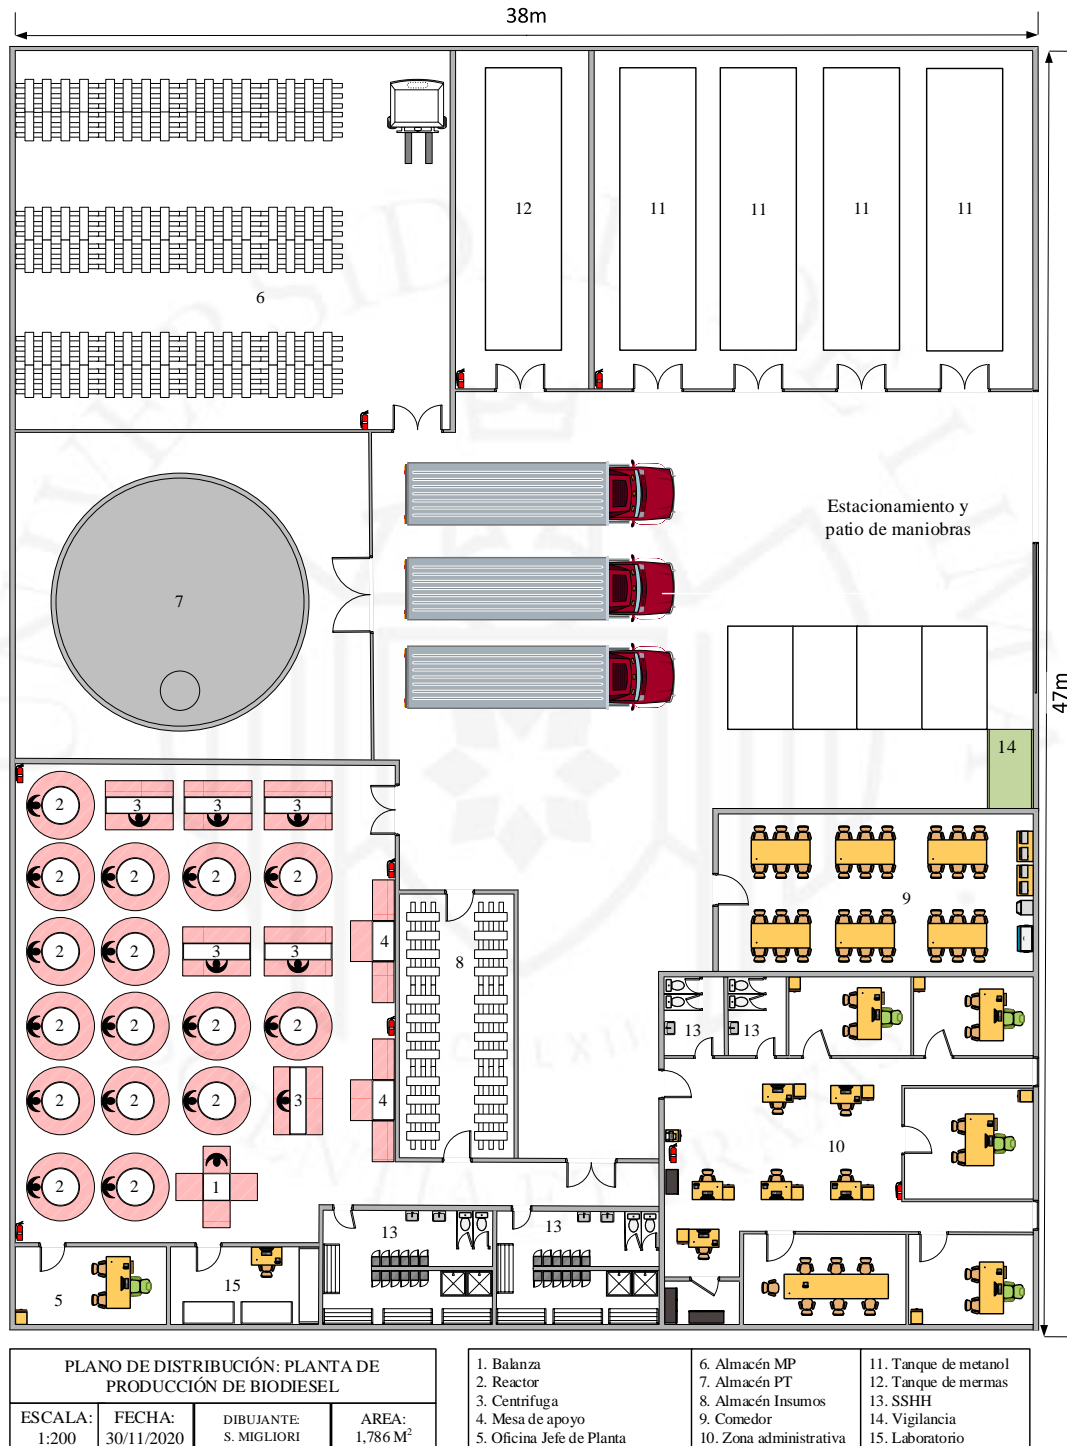 38m
12
11
11
11
11
6
Estacionamiento y
patio de maniobras
7
47m
14
2
3
3
3
2
2
2
2
9
2
2
3
3
4
8
2
2
2
2
13
13
2
2
2
3
4
10
2
2
1
13
13
5
15
PLANO DE DISTRIBUCIÓN: PLANTA DE
PRODUCCIÓN DE BIODIESEL
ESCALA:
1:200
FECHA:
30/11/2020
DIBUJANTE:
S. MIGLIORI
AREA:
1,786 M²
1. Balanza
2. Reactor
3. Centrifuga
4. Mesa de apoyo
5. Oficina Jefe de Planta
6. Almacén MP
7. Almacén PT
8. Almacén Insumos
9. Comedor
10. Zona administrativa
11. Tanque de metanol
12. Tanque de mermas
13. SSHH
14. Vigilancia
15. Laboratorio